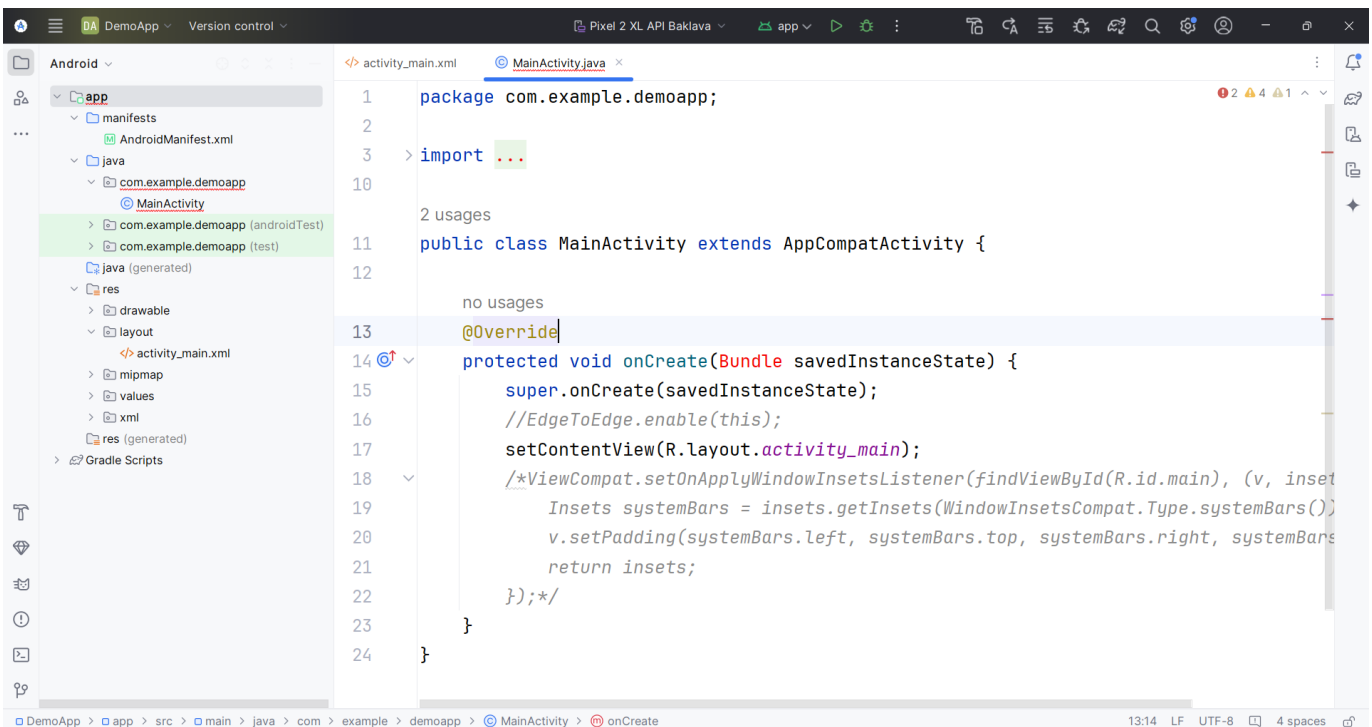 DA DemoApp Version control Pixel 2 XL API Baklava app
Android
app
manifests
AndroidManifest.xml
java
com.example.demoapp
MainActivity
com.example.demoapp (androidTest)
com.example.demoapp (test)
java (generated)
res
drawable
layout
activity_main.xml
mipmap
values
xml
res (generated)
Gradle Scripts
activity_main.xml MainActivity.java
2 4 1
1 package com.example.demoapp;
2
3 import ...
10
2 usages
11 public class MainActivity extends AppCompatActivity {
12
no usages
13 @Override
14 protected void onCreate(Bundle savedInstanceState) {
15 super.onCreate(savedInstanceState);
16 //EdgeToEdge.enable(this);
17 setContentView(R.layout.activity_main);
18 /*ViewCompat.setOnApplyWindowInsetsListener(findViewById(R.id.main), (v, inset
19 Insets systemBars = insets.getInsets(WindowInsetsCompat.Type.systemBars())
20 v.setPadding(systemBars.left, systemBars.top, systemBars.right, systemBars
21 return insets;
22 });*/
23 }
24 }
DemoApp > app > src > main > java > com > example > demoapp > MainActivity > onCreate 13:14 LF UTF-8 4 spaces